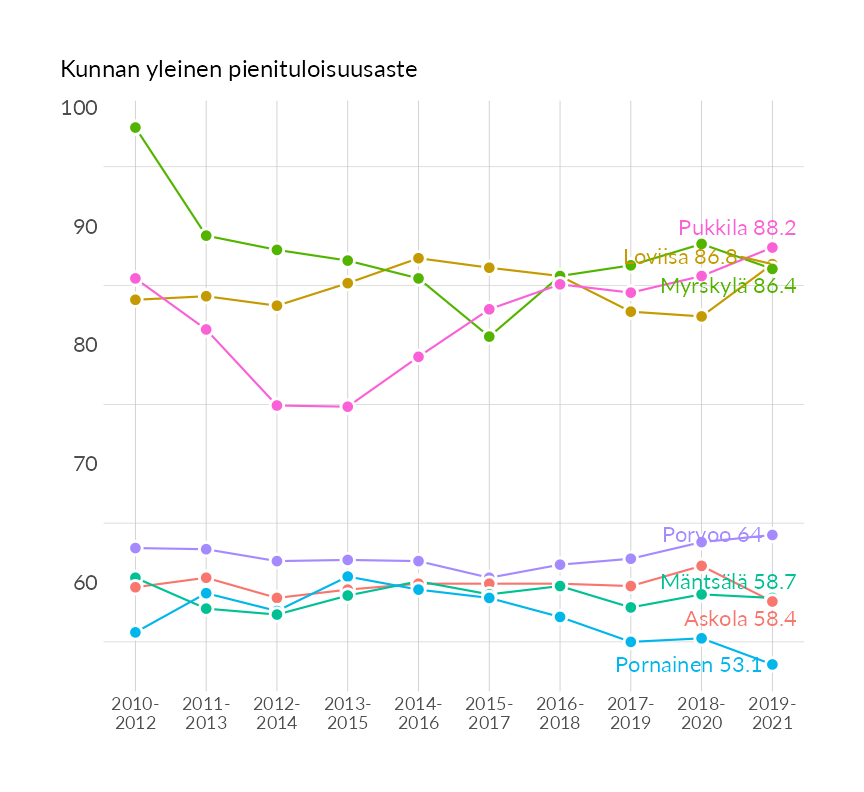 Kunnan yleinen pienituloisuusaste
100
90
80
70
60
Pukkila 88.2
Loviisa 86.8
Myrskylä 86.4
Porvoo 64
Mäntsälä 58.7
Askola 58.4
Pornainen 53.1
2010- 2011- 2012- 2013- 2014- 2015- 2016- 2017- 2018- 2019-
2012 2013 2014 2015 2016 2017 2018 2019 2020 2021